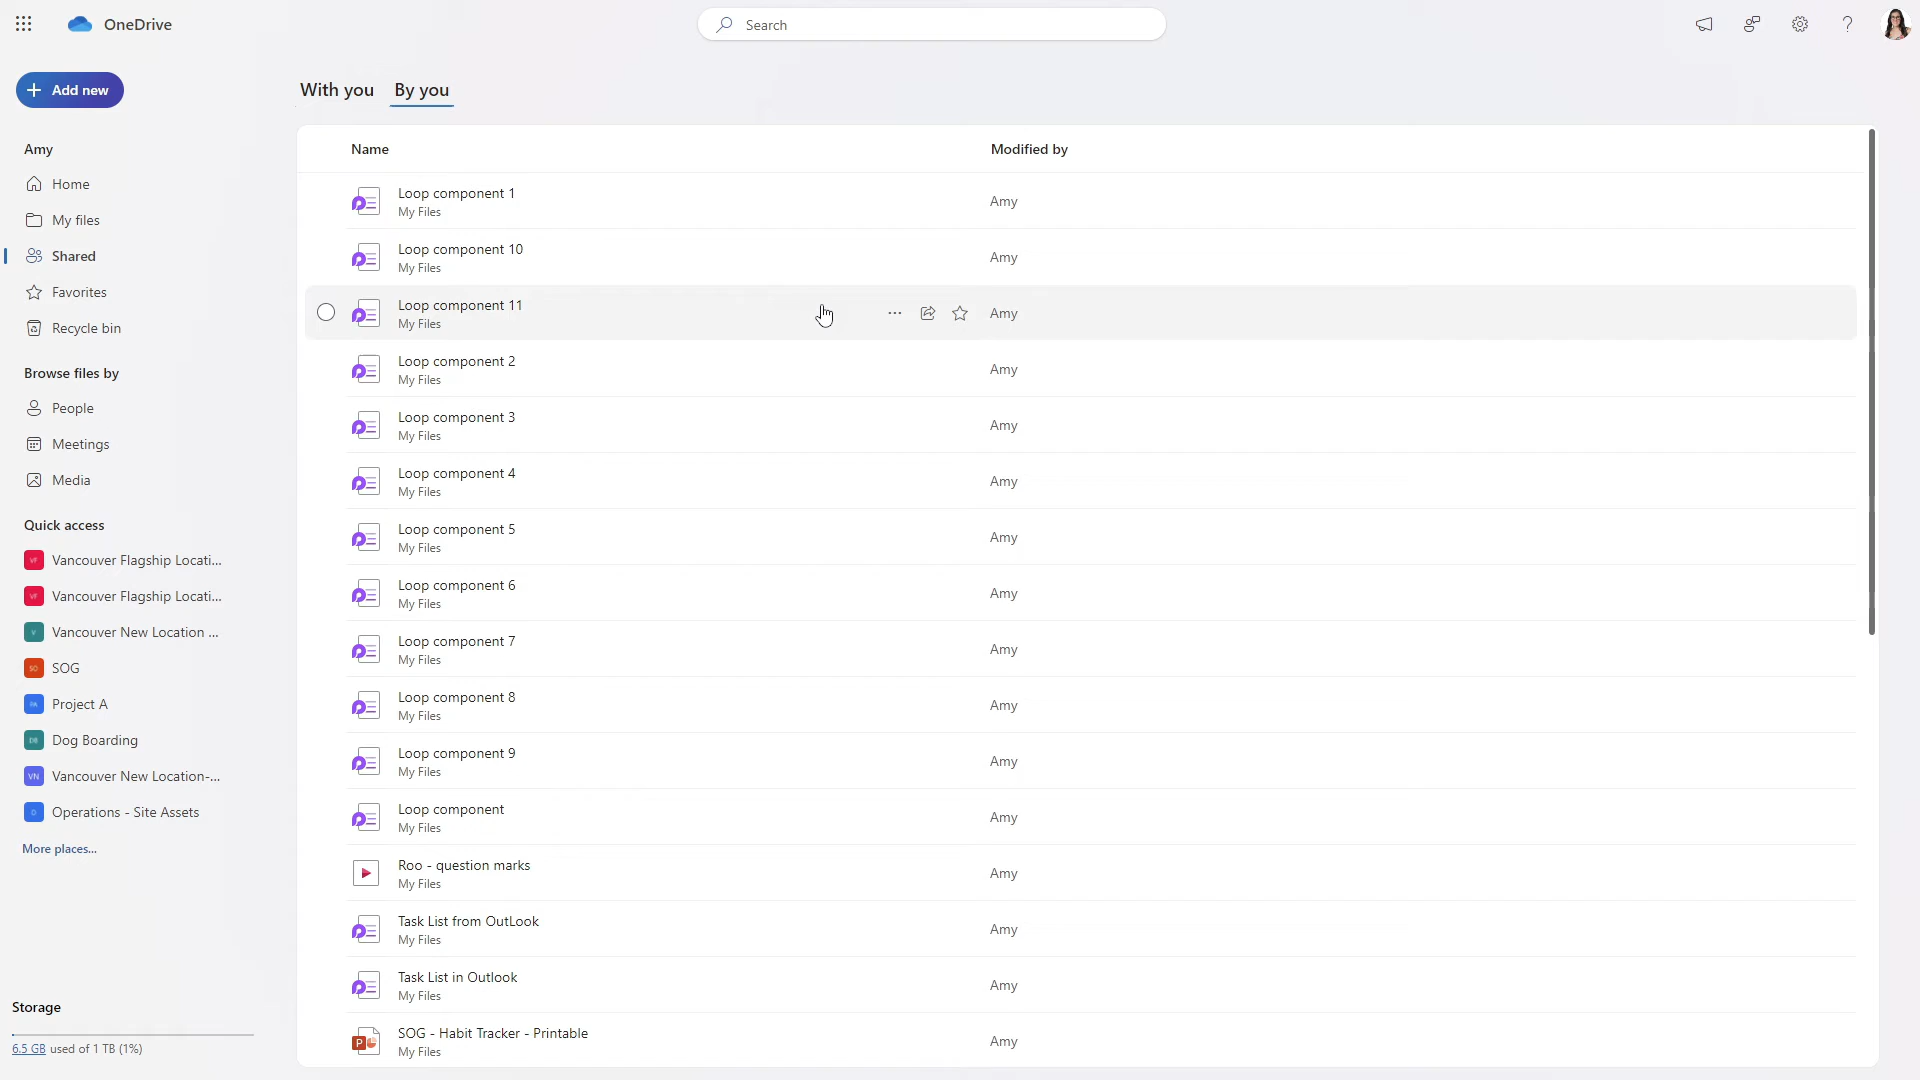 OneDrive
Search
Add new
With you
By you
Amy
Home
My files
Shared
Favorites
Recycle bin
Browse files by
People
Meetings
Media
Quick access
VF
Vancouver Flagship Locati...
VF
Vancouver Flagship Locati...
V
Vancouver New Location ...
SO
SOG
PA
Project A
DB
Dog Boarding
VN
Vancouver New Location-...
O
Operations - Site Assets
More places...
Storage
6.5 GB used of 1 TB (1%)
Name
Modified by
Loop component 1
My Files
Amy
Loop component 10
My Files
Amy
Loop component 11
My Files
Amy
Loop component 2
My Files
Amy
Loop component 3
My Files
Amy
Loop component 4
My Files
Amy
Loop component 5
My Files
Amy
Loop component 6
My Files
Amy
Loop component 7
My Files
Amy
Loop component 8
My Files
Amy
Loop component 9
My Files
Amy
Loop component
My Files
Amy
Roo - question marks
My Files
Amy
Task List from OutLook
My Files
Amy
Task List in Outlook
My Files
Amy
P
SOG - Habit Tracker - Printable
My Files
Amy